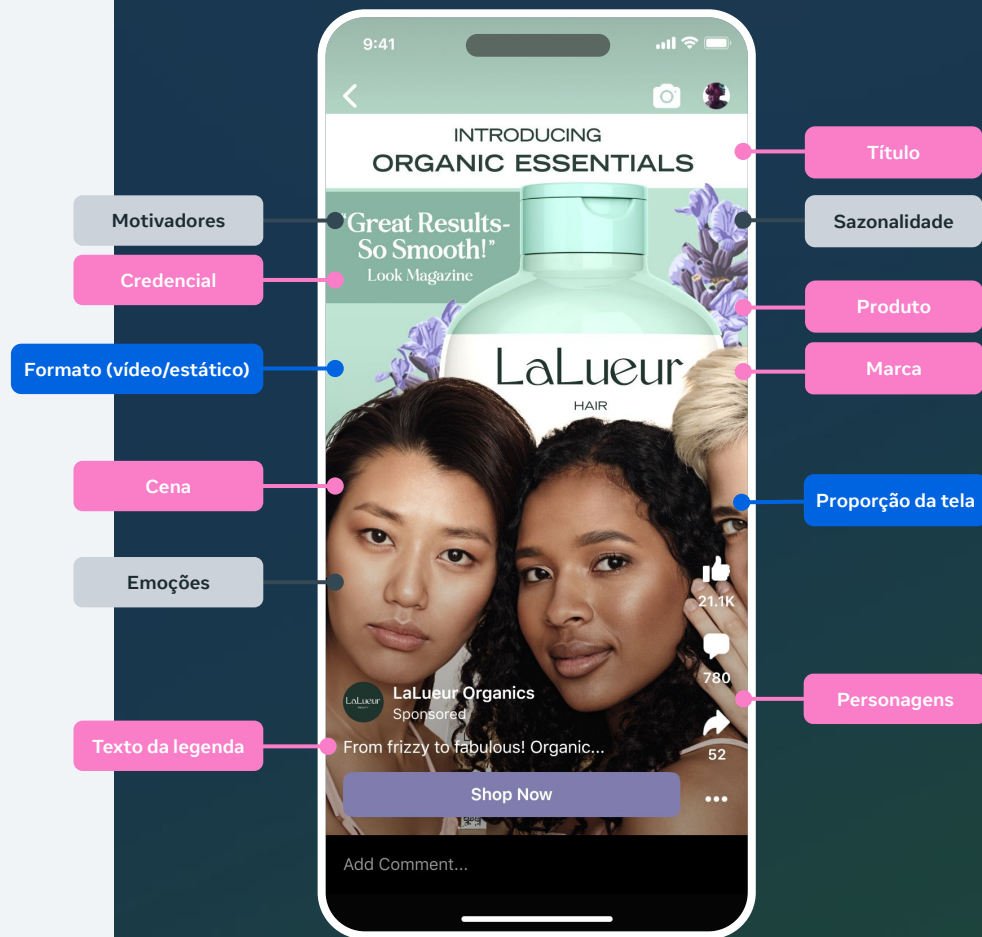 9:41
INTRODUCING
ORGANIC ESSENTIALS
Título
Motivadores
Sazonalidade
"Great Results-
So Smooth!"
Look Magazine
Credencial
Produto
Formato (vídeo/estático)
Marca
LaLueur
HAIR
Cena
Proporção da tela
Emoções
21.1K
780
Personagens
LaLueur
LaLueur Organics
Sponsored
Texto da legenda
From frizzy to fabulous! Organic...
52
Shop Now
Add Comment...